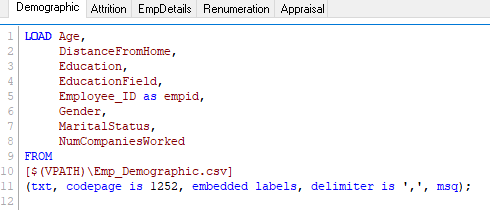 Demographic Attrition EmpDetails Renumeration Appraisal
1 LOAD Age,
2 DistanceFromHome,
3 Education,
4 EducationField,
5 Employee_ID as empid,
6 Gender,
7 MaritalStatus,
8 NumCompaniesWorked
9 FROM
10 [$(VPATH)\Emp_Demographic.csv]
11 (txt, codepage is 1252, embedded labels, delimiter is ',', msq);
12